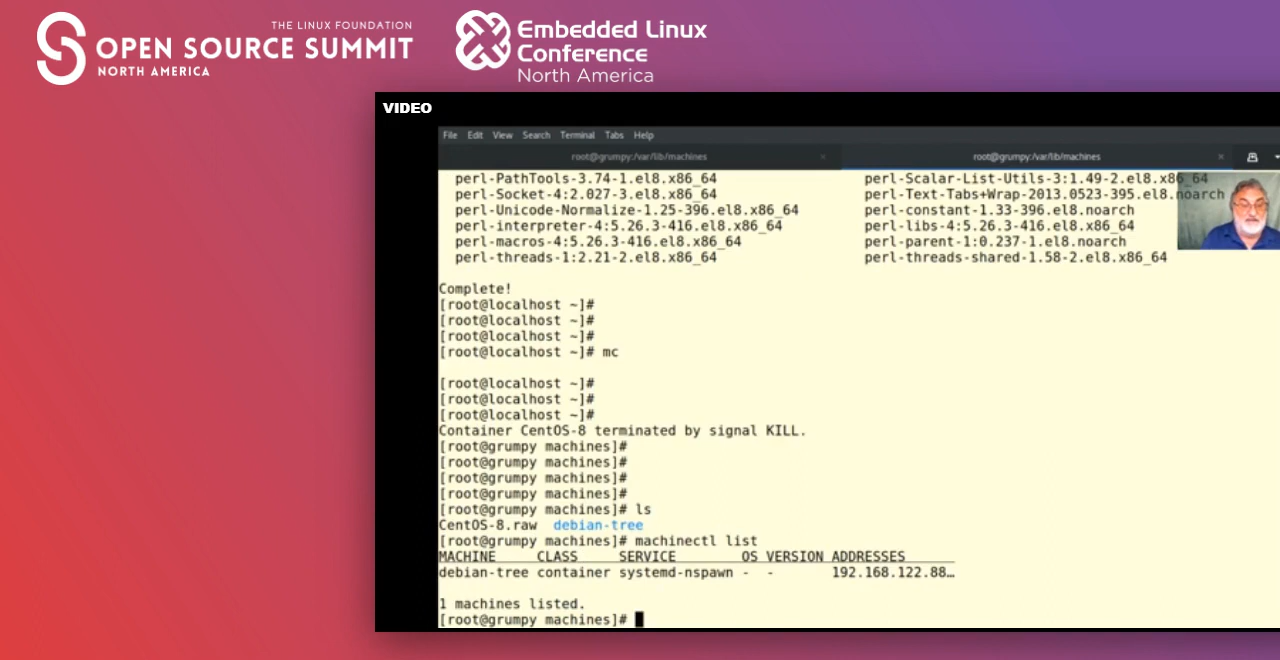 THE LINUX FOUNDATION
OPEN SOURCE SUMMIT
NORTH AMERICA
Embedded Linux
Conference
North America
VIDEO
File Edit View Search Terminal Tabs Help
root@grumpy:/var/lib/machines × root@grumpy:/var/lib/machines ×
perl-PathTools-3.74-1.el8.x86_64 perl-Scalar-List-Utils-3:1.49-2.el8.x86_64
perl-Socket-4:2.027-3.el8.x86_64 perl-Text-Tabs+Wrap-2013.0523-395.el8.noarch
perl-Unicode-Normalize-1.25-396.el8.x86_64 perl-constant-1.33-396.el8.noarch
perl-interpreter-4:5.26.3-416.el8.x86_64 perl-libs-4:5.26.3-416.el8.x86_64
perl-macros-4:5.26.3-416.el8.x86_64 perl-parent-1:0.237-1.el8.noarch
perl-threads-1:2.21-2.el8.x86_64 perl-threads-shared-1.58-2.el8.x86_64
Complete!
[root@localhost ~]#
[root@localhost ~]#
[root@localhost ~]#
[root@localhost ~]# mc
[root@localhost ~]#
[root@localhost ~]#
[root@localhost ~]#
Container CentOS-8 terminated by signal KILL.
[root@grumpy machines]#
[root@grumpy machines]#
[root@grumpy machines]#
[root@grumpy machines]#
[root@grumpy machines]# ls
CentOS-8.raw debian-tree
[root@grumpy machines]# machinectl list
MACHINE CLASS SERVICE OS VERSION ADDRESSES
debian-tree container systemd-nspawn - - 192.168.122.88…
1 machines listed.
[root@grumpy machines]#